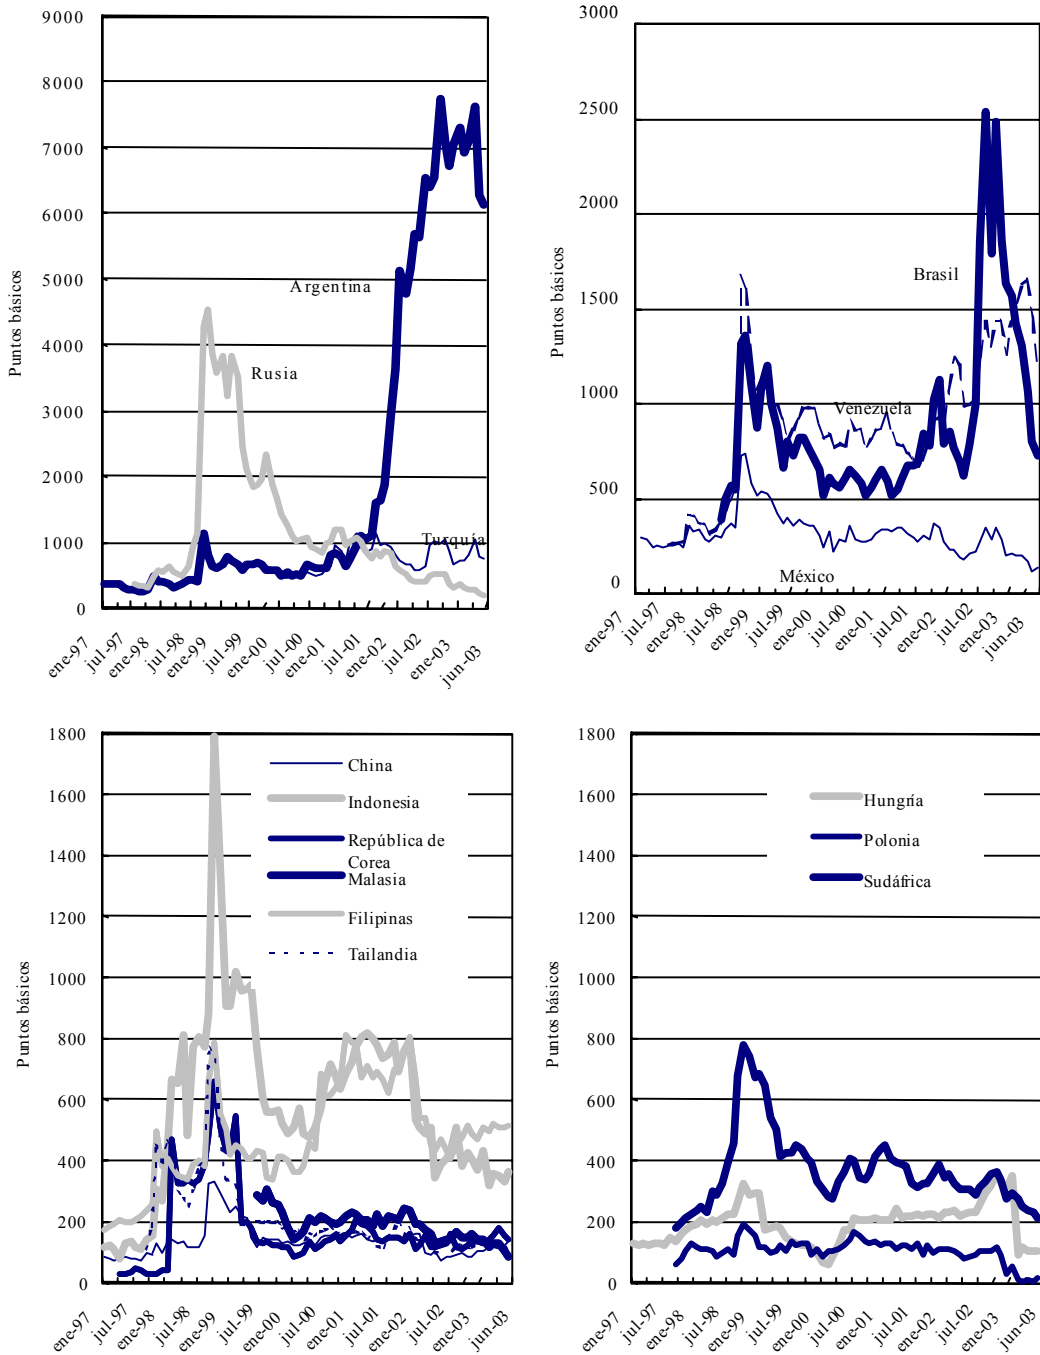 9000
8000
7000
6000
5000
4000
3000
2000
1000
0
Puntos básicos
Argentina
Rusia
Turquía
ene-97
jul-97
ene-98
jul-98
ene-99
jul-99
ene-00
jul-00
ene-01
jul-01
ene-02
jul-02
ene-03
jun-03
3000
2500
2000
1500
1000
500
0
Puntos básicos
Brasil
Venezuela
México
ene-97
jul-97
ene-98
jul-98
ene-99
jul-99
ene-00
jul-00
ene-01
jul-01
ene-02
jul-02
ene-03
jun-03
1800
1600
1400
1200
1000
800
600
400
200
0
Puntos básicos
China
Indonesia
República de
Corea
Malasia
Filipinas
Tailandia
ene-97
jul-97
ene-98
jul-98
ene-99
jul-99
ene-00
jul-00
ene-01
jul-01
ene-02
jul-02
ene-03
jun-03
1800
1600
1400
1200
1000
800
600
400
200
0
Puntos básicos
Hungría
Polonia
Sudáfrica
ene-97
jul-97
ene-98
jul-98
ene-99
jul-99
ene-00
jul-00
ene-01
jul-01
ene-02
jul-02
ene-03
jun-03